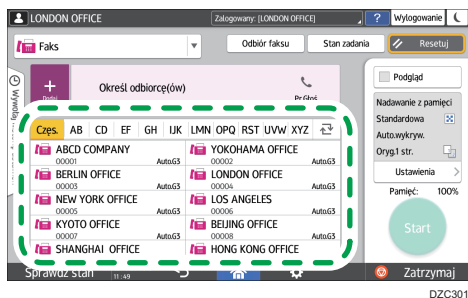 LONDON OFFICE
Zalogowany: [LONDON OFFICE]
?
Wylogowanie
Faks
Odbiór faksu
Stan zadania
Resetuj
Określ odbiorcę(ów)
Podgląd
Nadawanie z pamięci
Standardowa
Auto.wykryw.
Oryg.1 str.
Ustawienia
Pamięć: 100%
Start
Częs. AB CD EF GH IJK LMN OPQ RST UVW XYZ
ABCD COMPANY
00001 Auto.G3
YOKOHAMA OFFICE
00002 Auto.G3
BERLIN OFFICE
00003 Auto.G3
LONDON OFFICE
00004 Auto.G3
NEW YORK OFFICE
00005 Auto.G3
LOS ANGELES
00006 Auto.G3
KYOTO OFFICE
00007 Auto.G3
BEIJING OFFICE
00008 Auto.G3
SHANGHAI OFFICE
HONG KONG OFFICE
Sprawdź stan
11:49
Zatrzymaj
DZC301